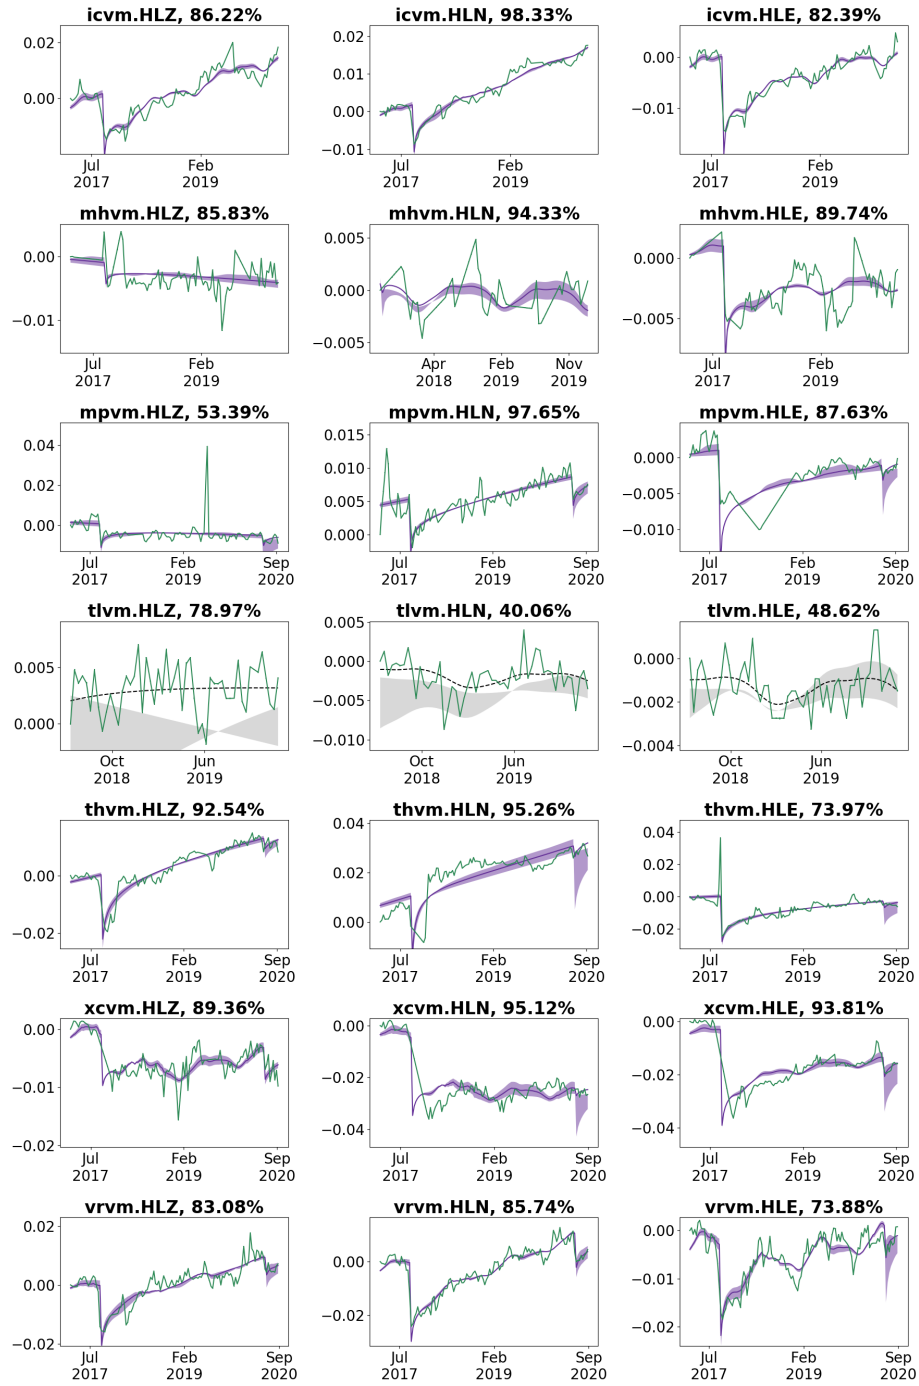 icvm.HLZ, 86.22% icvm.HLN, 98.33% icvm.HLE, 82.39%
0.02 0.02 0.00
0.00 0.01 −0.01
0.00
−0.01
Jul Feb Jul Feb Jul Feb
2017 2019 2017 2019 2017 2019
mhvm.HLZ, 85.83% mhvm.HLN, 94.33% mhvm.HLE, 89.74%
0.00 0.005 0.000
−0.01 0.000 −0.005
−0.005
Jul Feb Apr Feb Nov Jul Feb
2017 2019 2018 2019 2019 2017 2019
mpvm.HLZ, 53.39% mpvm.HLN, 97.65% mpvm.HLE, 87.63%
0.04 0.015 0.000
0.02 0.010 −0.005
0.00 0.005 −0.010
0.000
Jul Feb Sep Jul Feb Sep Jul Feb Sep
2017 2019 2020 2017 2019 2020 2017 2019 2020
tlvm.HLZ, 78.97% tlvm.HLN, 40.06% tlvm.HLE, 48.62%
0.005 0.005 0.000
0.000 0.000 −0.002
−0.005 −0.004
−0.010
Oct Jun Oct Jun Oct Jun
2018 2019 2018 2019 2018 2019
thvm.HLZ, 92.54% thvm.HLN, 95.26% thvm.HLE, 73.97%
0.00 0.04 0.04
−0.02 0.02 0.02
0.00 0.00
−0.02
Jul Feb Sep Jul Feb Sep Jul Feb Sep
2017 2019 2020 2017 2019 2020 2017 2019 2020
xcvm.HLZ, 89.36% xcvm.HLN, 95.12% xcvm.HLE, 93.81%
0.00 0.00 0.00
−0.01 −0.02 −0.02
−0.02 −0.04 −0.04
Jul Feb Sep Jul Feb Sep Jul Feb Sep
2017 2019 2020 2017 2019 2020 2017 2019 2020
vrvm.HLZ, 83.08% vrvm.HLN, 85.74% vrvm.HLE, 73.88%
0.02 0.00 0.00
0.00 −0.02 −0.01
−0.02 −0.02
Jul Feb Sep Jul Feb Sep Jul Feb Sep
2017 2019 2020 2017 2019 2020 2017 2019 2020